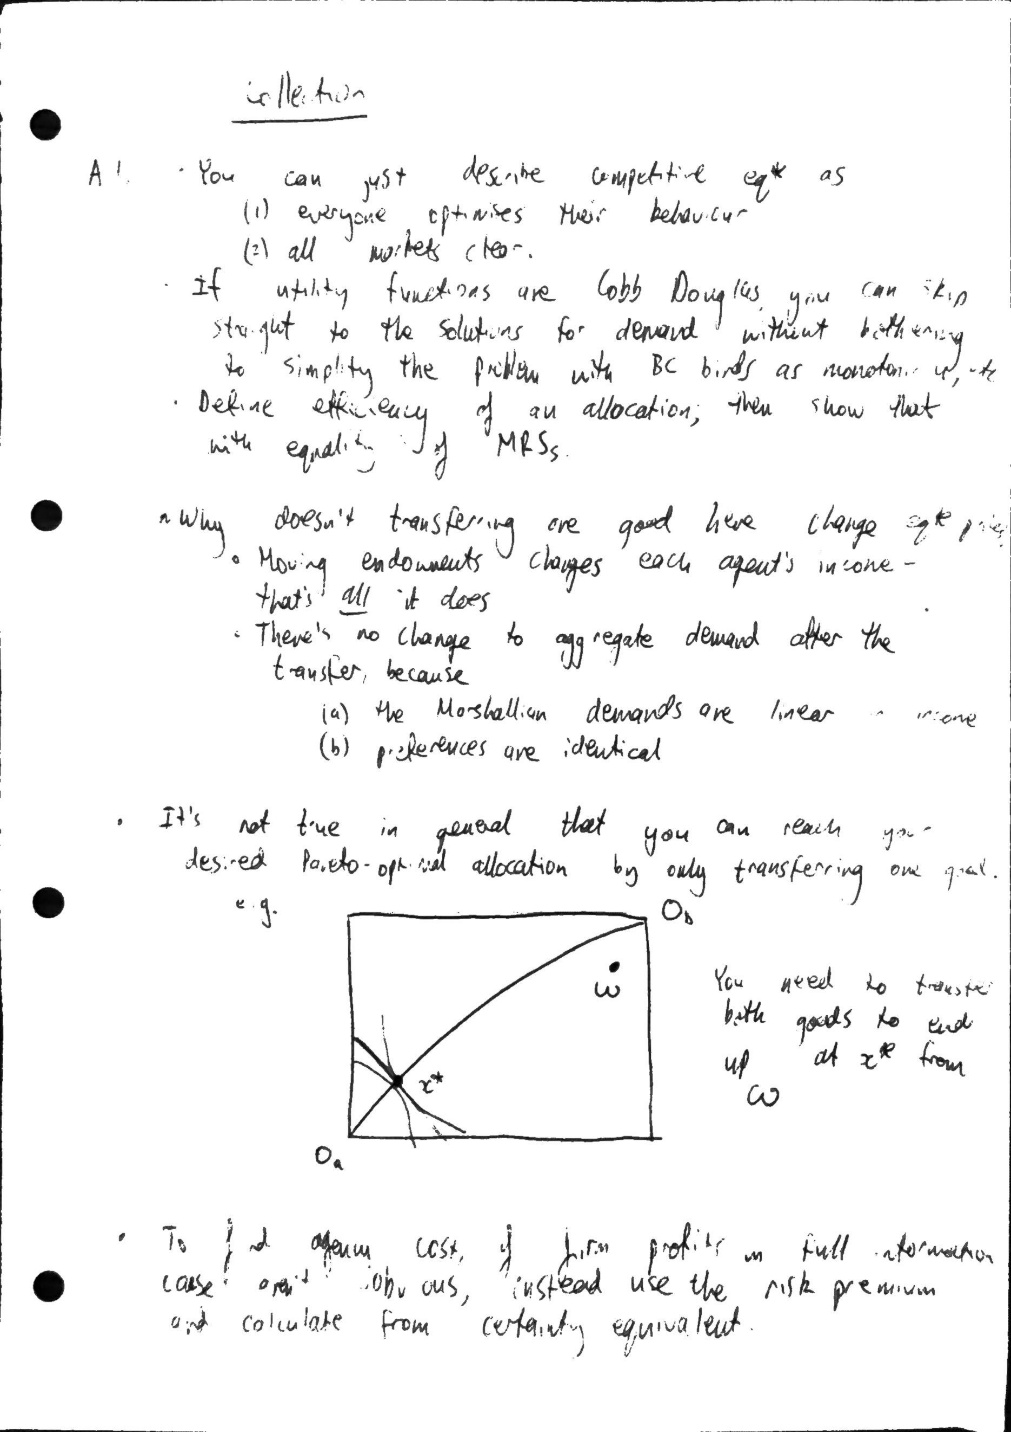 Collection
A1. · You can just describe competitive eq* as
(1) everyone optimises their behaviour
(2) all markets clear.
· If utility functions are Cobb Douglas, you can skip
straight to the solutions for demand without bothering
to simplify the problem with BC binds as monotonic u, etc
· Define efficiency of an allocation, then show that
with equality of MRSs.
· Why doesn't transferring one good here change eq* prices
· Moving endowments changes each agent's income -
that's all it does
· There's no change to aggregate demand after the
transfer, because
(a) the Marshallian demands are linear in income
(b) preferences are identical
· It's not true in general that you can reach your
desired Pareto-optimal allocation by only transferring one good.
e.g.
O_b
ω
You need to transfer
both goods to end
up at x* from
ω
x*
O_a
· To find agency cost, if firm profits in full information
case aren't obvious, instead use the risk premium
and calculate from certainty equivalent.